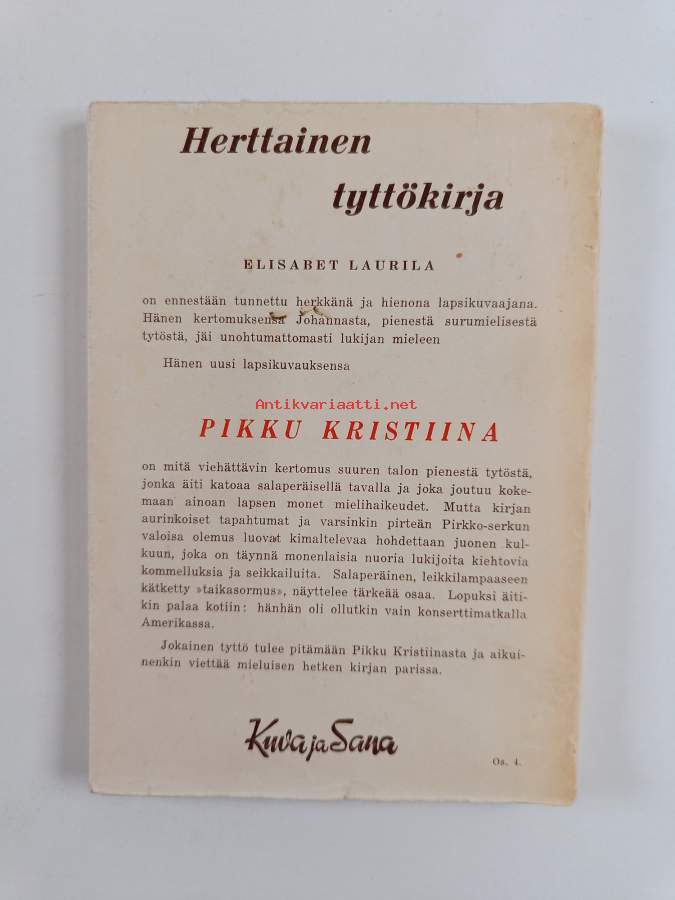 Herttainen
tyttökirja
ELISABET LAURILA
on ennestään tunnettu herkkänä ja hienona lapsikuvaajana.
Hänen kertomuksensa Johannasta, pienestä surumielisestä
tytöstä, jäi unohtumattomasti lukijan mieleen
Hänen uusi lapsikuvauksensa
Antikvariaatti.net
PIKKU KRISTIINA
on mitä viehättävin kertomus suuren talon pienestä tytöstä,
jonka äiti katoaa salaperäisellä tavalla ja joka joutuu koke-
maan ainoan lapsen monet mielihaikeudet. Mutta kirjan
aurinkoiset tapahtumat ja varsinkin pirteän Pirkko-serkun
valoisa olemus luovat kimaltelevaa hohdettaan juonen kul-
kuun, joka on täynnä monenlaisia nuoria lukijoita kiehtovia
kommelluksia ja seikkailuita. Salaperäinen, leikkilampaaseen
kätketty »taikasormus», näyttelee tärkeää osaa. Lopuksi äiti-
kin palaa kotiin: hänhän oli ollutkin vain konserttimatkalla
Amerikassa.
Jokainen tyttö tulee pitämään Pikku Kristiinasta ja aikui-
nenkin viettää mieluisen hetken kirjan parissa.
Kuva ja Sana
Oa. 4.